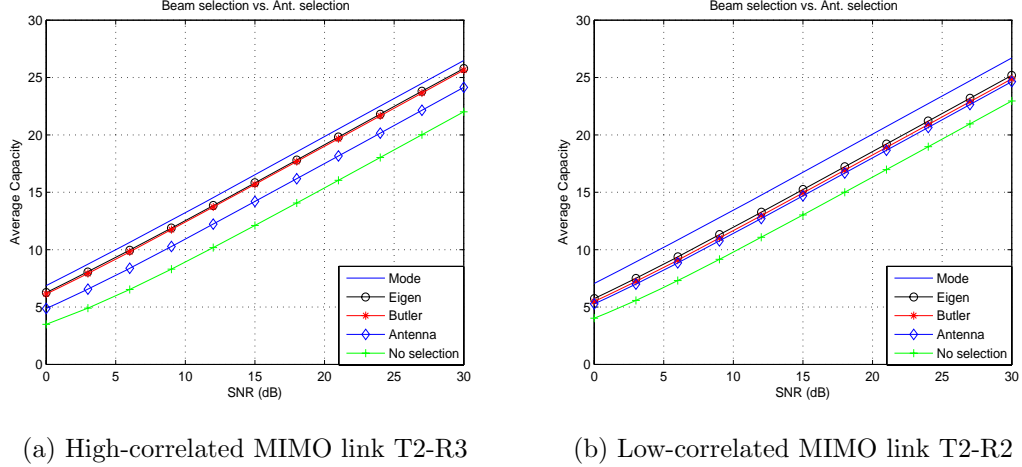 Beam selection vs. Ant. selection
30
25
20
15
10
5
0
Average Capacity
0 5 10 15 20 25 30
SNR (dB)
Mode
Eigen
Butler
Antenna
No selection
(a) High-correlated MIMO link T2-R3
Beam selection vs. Ant. selection
30
25
20
15
10
5
0
Average Capacity
0 5 10 15 20 25 30
SNR (dB)
Mode
Eigen
Butler
Antenna
No selection
(b) Low-correlated MIMO link T2-R2